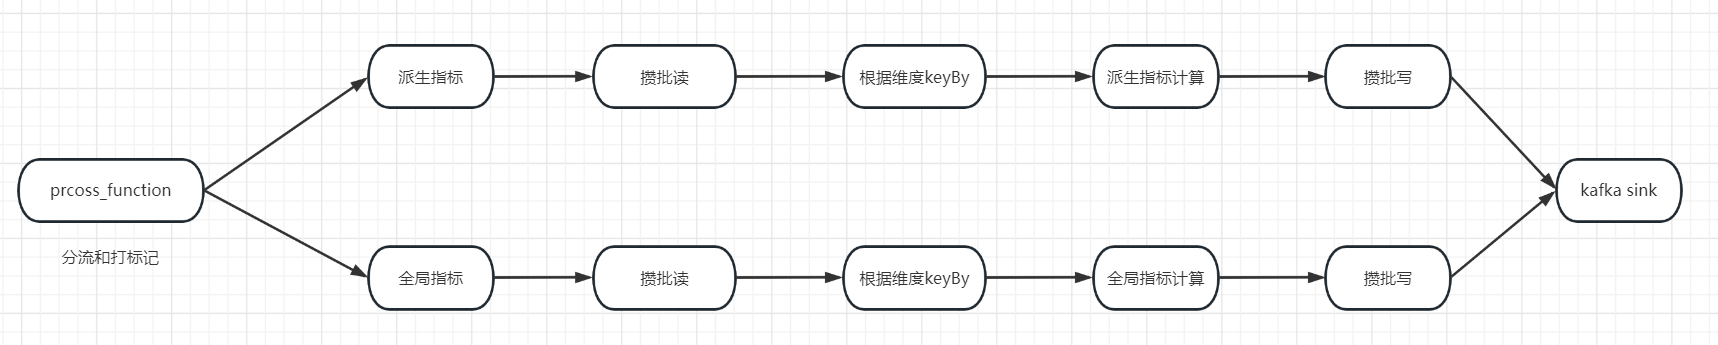 派生指标
攒批读
根据维度keyBy
派生指标计算
攒批写
prcoss_function
kafka sink
分流和打标记
全局指标
攒批读
根据维度keyBy
全局指标计算
攒批写